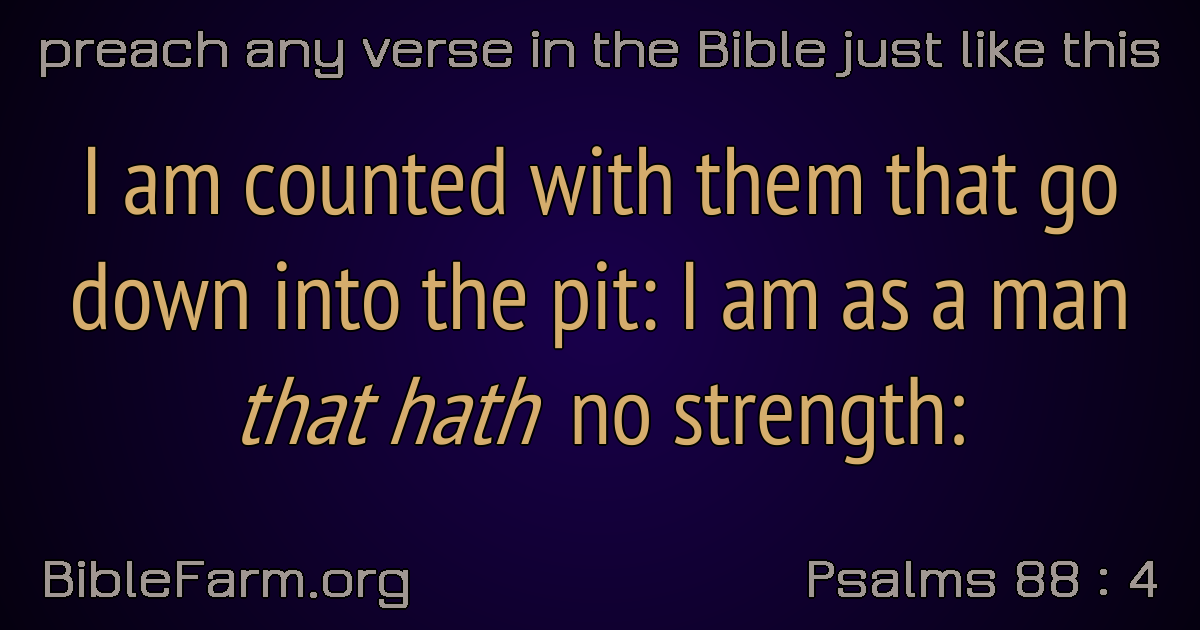 preach any verse in the Bible just like this
I am counted with them that go
down into the pit: I am as a man
that hath no strength:
BibleFarm.org
Psalms 88 : 4